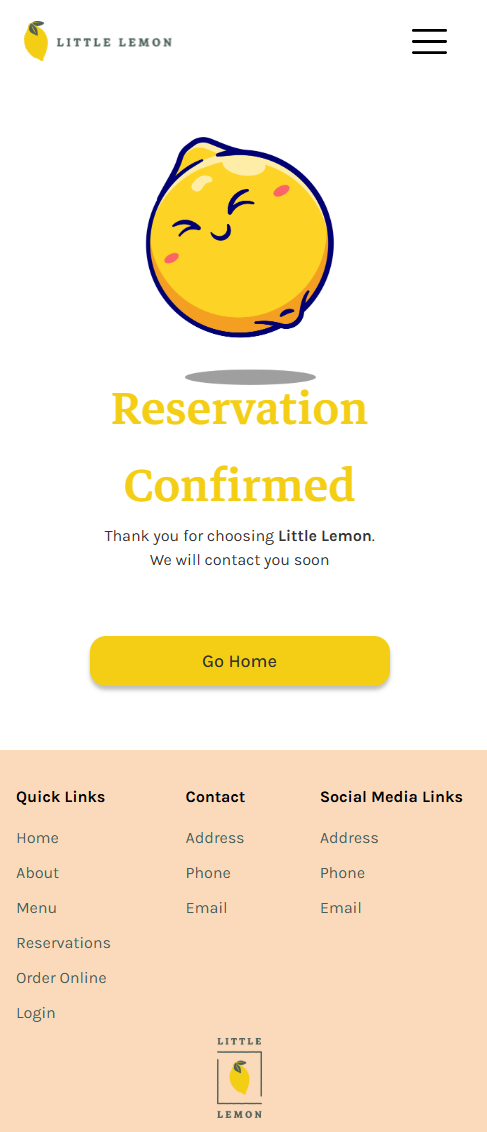 LITTLE LEMON
Reservation
Confirmed
Thank you for choosing Little Lemon.
We will contact you soon
Go Home
Quick Links
Home
About
Menu
Reservations
Order Online
Login
Contact
Address
Phone
Email
Social Media Links
Address
Phone
Email
LITTLE
LEMON